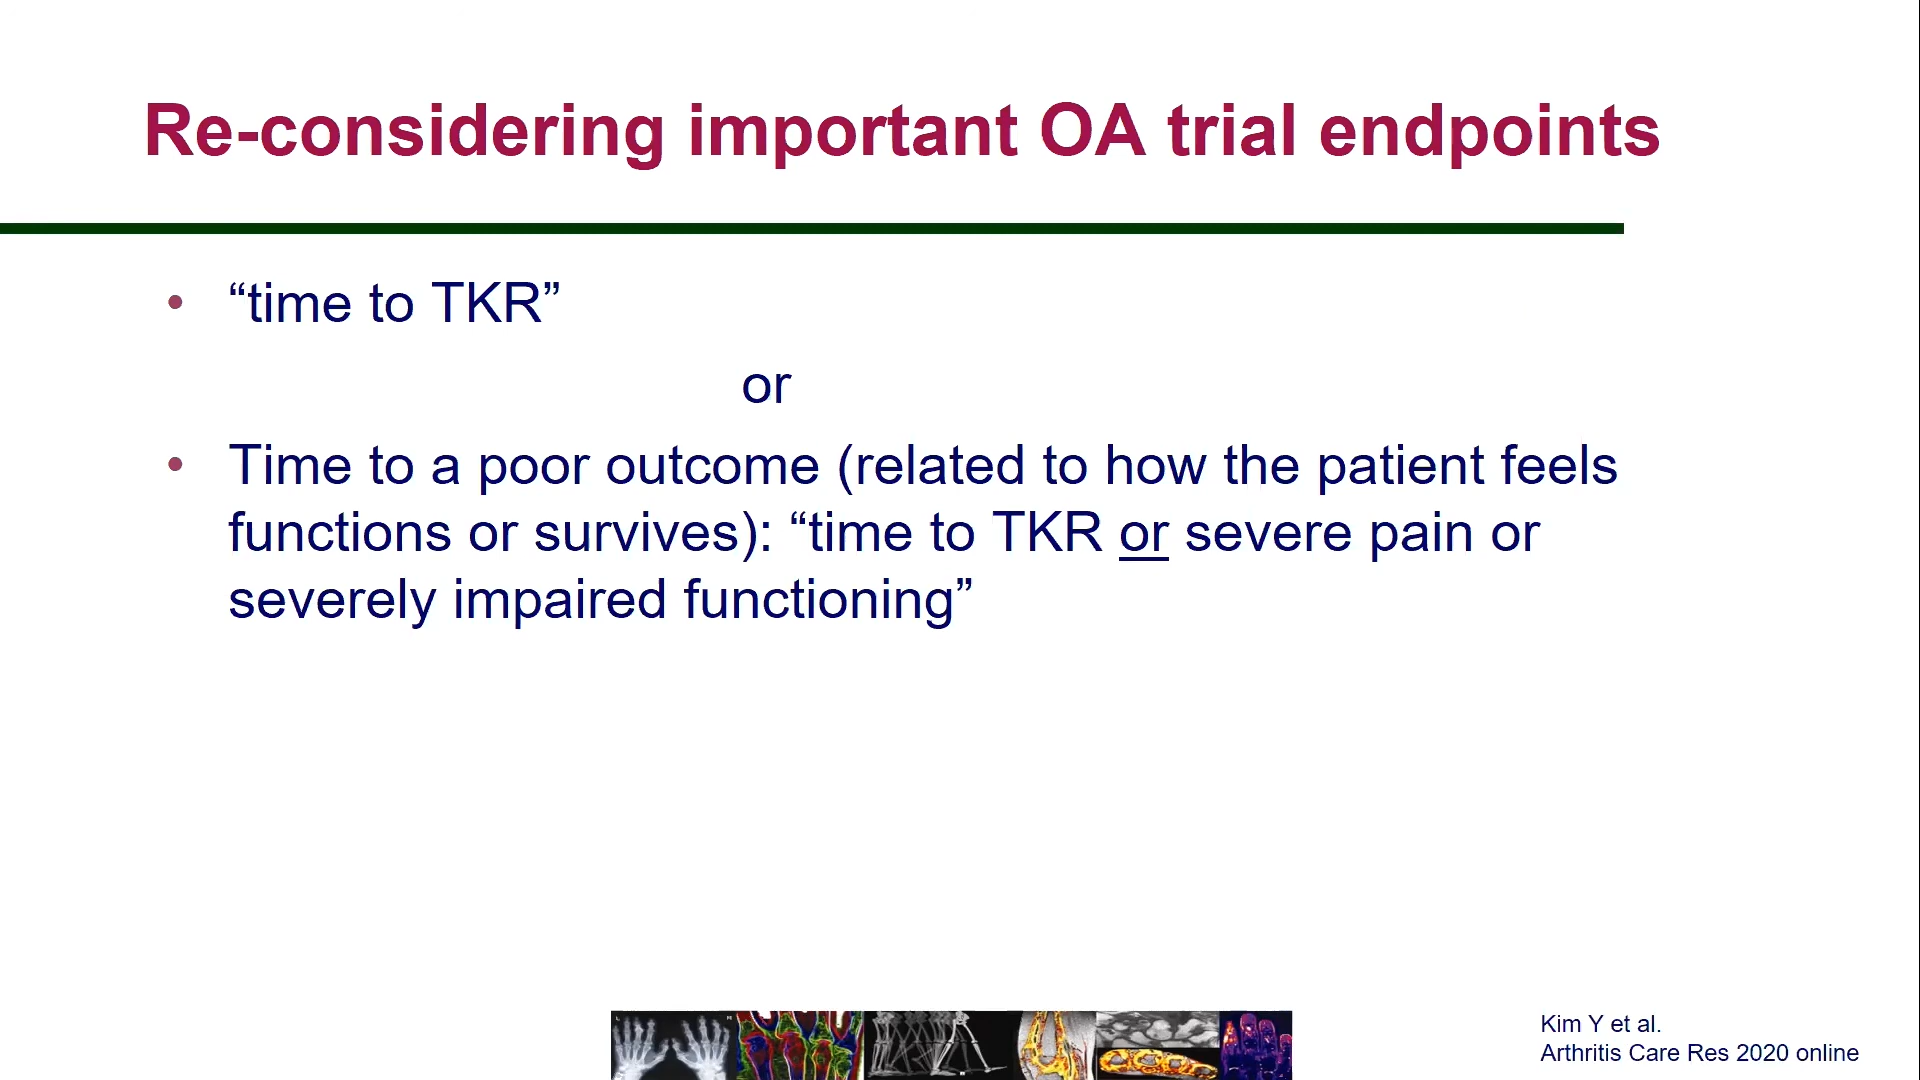 Re-considering important OA trial endpoints
• “time to TKR”
or
• Time to a poor outcome (related to how the patient feels
functions or survives): “time to TKR or severe pain or
severely impaired functioning”
Kim Y et al.
Arthritis Care Res 2020 online